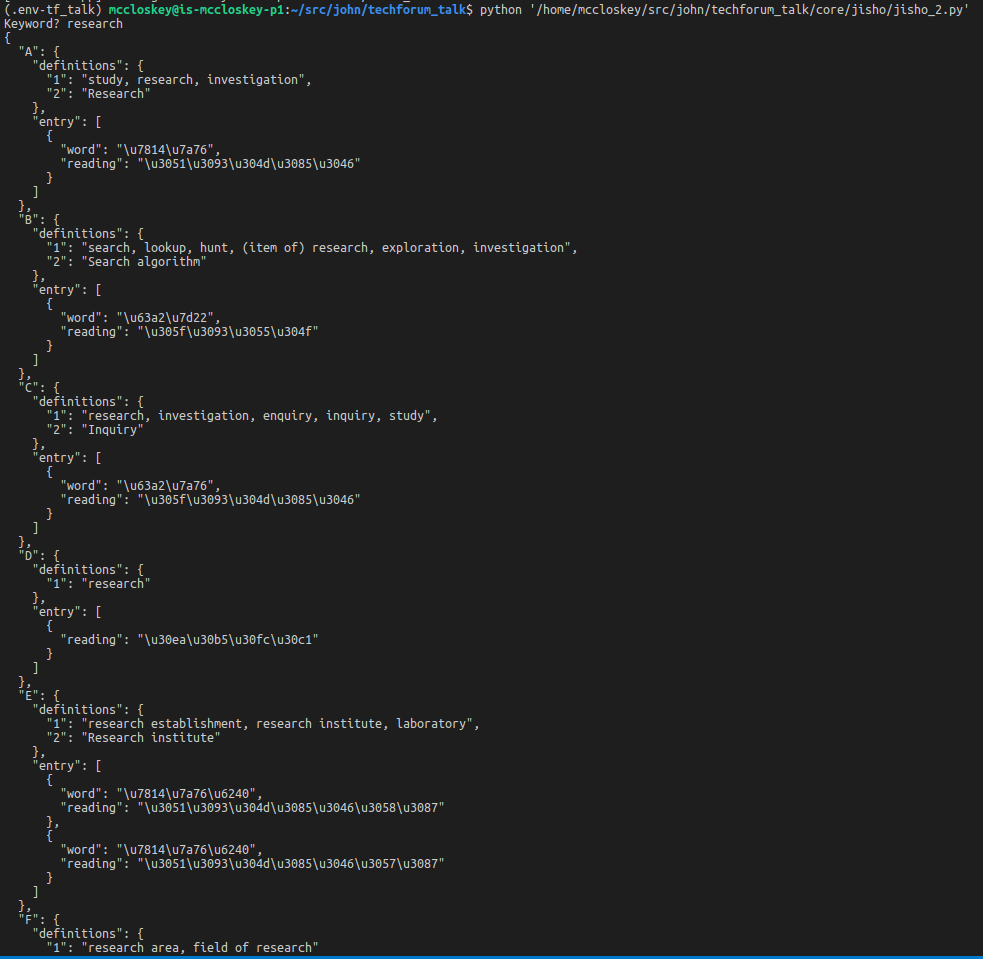 (.env-tf_talk) mccloskey@is-mccloskey-p1:~/src/john/techforum_talk$ python '/home/mccloskey/src/john/techforum_talk/core/jisho/jisho_2.py'
Keyword? research
{
  "A": {
    "definitions": {
      "1": "study, research, investigation",
      "2": "Research"
    },
    "entry": [
      {
        "word": "\u7814\u7a76",
        "reading": "\u3051\u3093\u304d\u3085\u3046"
      }
    ]
  },
  "B": {
    "definitions": {
      "1": "search, lookup, hunt, (item of) research, exploration, investigation",
      "2": "Search algorithm"
    },
    "entry": [
      {
        "word": "\u63a2\u7d22",
        "reading": "\u305f\u3093\u3055\u304f"
      }
    ]
  },
  "C": {
    "definitions": {
      "1": "research, investigation, enquiry, inquiry, study",
      "2": "Inquiry"
    },
    "entry": [
      {
        "word": "\u63a2\u7a76",
        "reading": "\u305f\u3093\u304d\u3085\u3046"
      }
    ]
  },
  "D": {
    "definitions": {
      "1": "research"
    },
    "entry": [
      {
        "reading": "\u30ea\u30b5\u30fc\u30c1"
      }
    ]
  },
  "E": {
    "definitions": {
      "1": "research establishment, research institute, laboratory",
      "2": "Research institute"
    },
    "entry": [
      {
        "word": "\u7814\u7a76\u6240",
        "reading": "\u3051\u3093\u304d\u3085\u3046\u3058\u3087"
      },
      {
        "word": "\u7814\u7a76\u6240",
        "reading": "\u3051\u3093\u304d\u3085\u3046\u3057\u3087"
      }
    ]
  },
  "F": {
    "definitions": {
      "1": "research area, field of research"